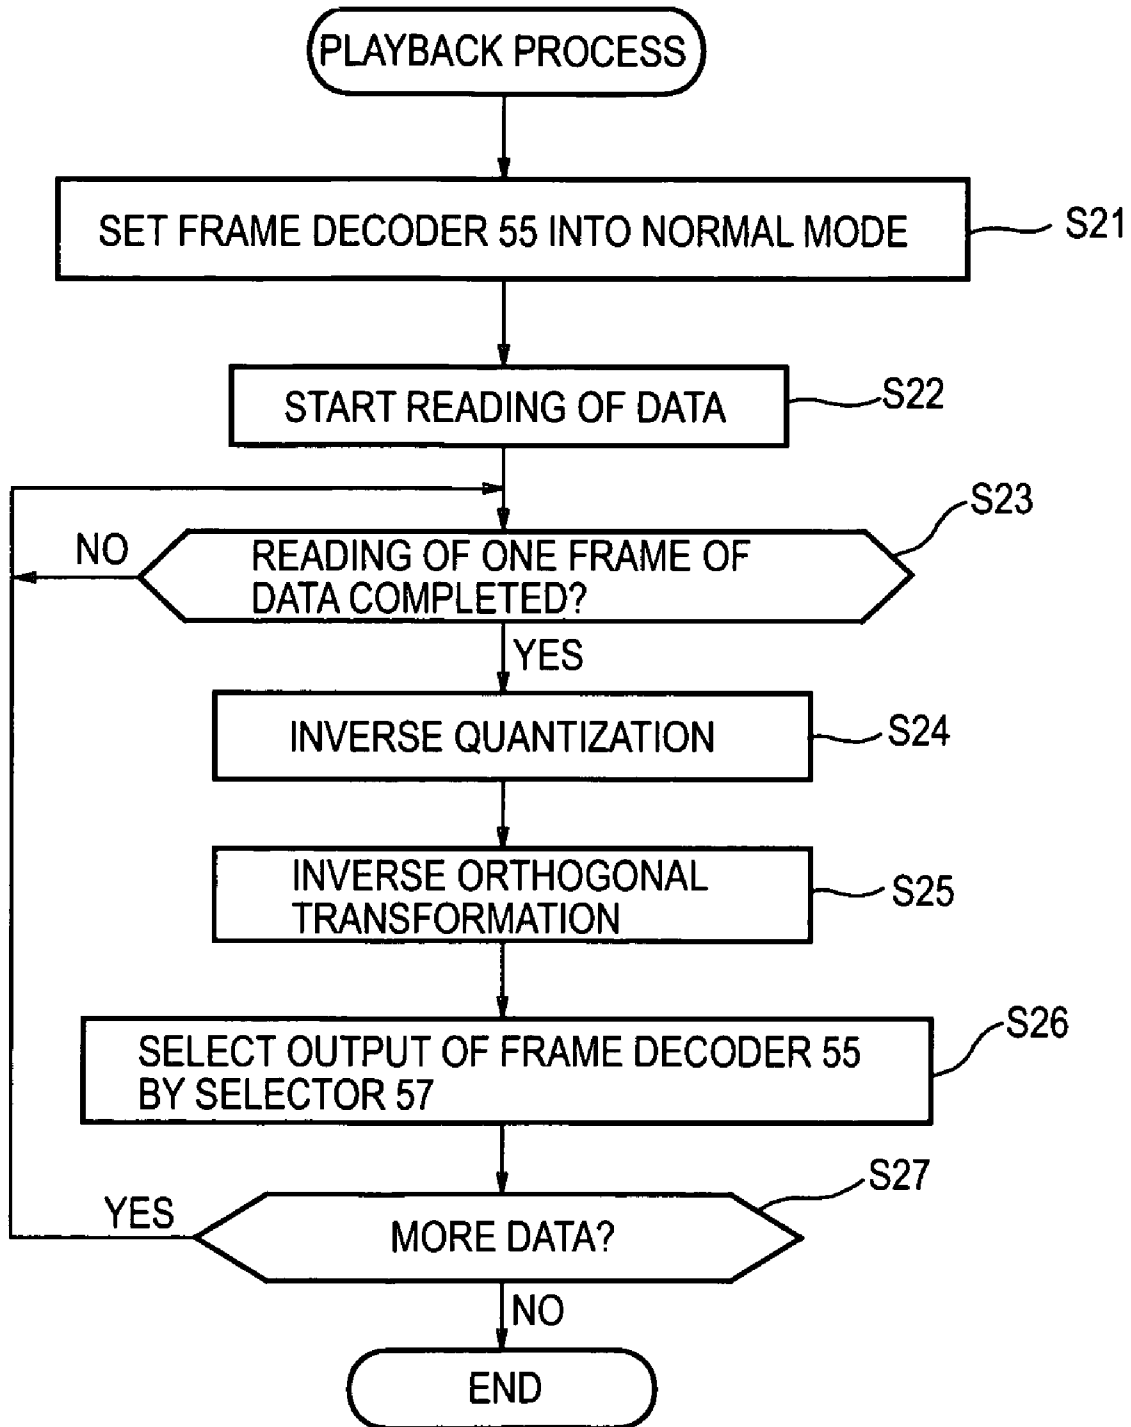 PLAYBACK PROCESS
SET FRAME DECODER 55 INTO NORMAL MODE
S21
START READING OF DATA
S22
S23
NO
READING OF ONE FRAME OF
DATA COMPLETED?
YES
INVERSE QUANTIZATION
S24
INVERSE ORTHOGONAL
TRANSFORMATION
S25
S26
SELECT OUTPUT OF FRAME DECODER 55
BY SELECTOR 57
S27
YES
MORE DATA?
NO
END